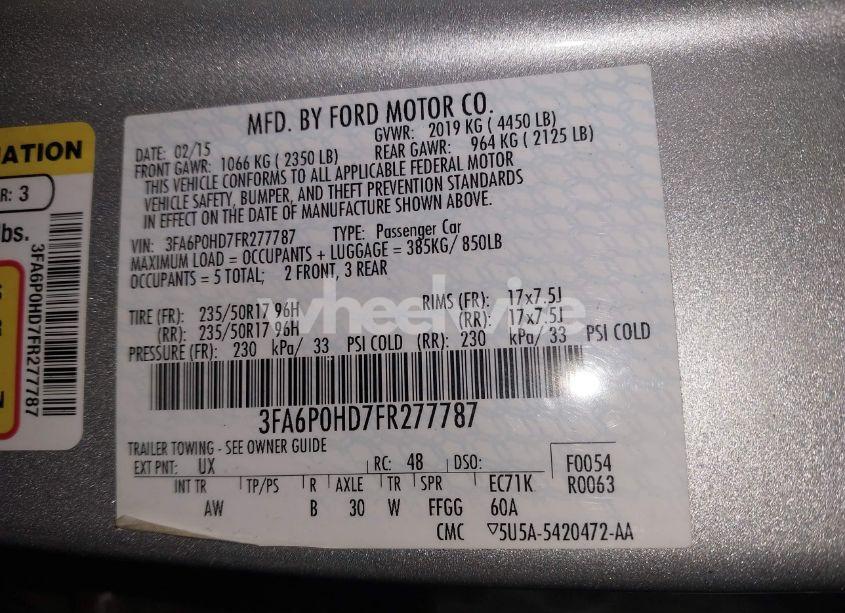 MFD. BY FORD MOTOR CO.
DATE: 02/15 GVWR: 2019 KG ( 4450 LB)
FRONT GAWR: 1066 KG ( 2350 LB) REAR GAWR: 964 KG ( 2125 LB)
THIS VEHICLE CONFORMS TO ALL APPLICABLE FEDERAL MOTOR
VEHICLE SAFETY, BUMPER, AND THEFT PREVENTION STANDARDS
IN EFFECT ON THE DATE OF MANUFACTURE SHOWN ABOVE.
VIN: 3FA6P0HD7FR277787 TYPE: Passenger Car
MAXIMUM LOAD = OCCUPANTS + LUGGAGE = 385KG/ 850LB
OCCUPANTS = 5 TOTAL; 2 FRONT, 3 REAR
TIRE (FR): 235/50R17 96H RIMS (FR): 17x7.5J
(RR): 235/50R17 96H (RR): 17x7.5J
PRESSURE (FR): 230 kPa/ 33 PSI COLD (RR): 230 kPa/ 33 PSI COLD
wheelwise
3FA6P0HD7FR277787
TRAILER TOWING - SEE OWNER GUIDE
EXT PNT: UX RC: 48 DSO: F0054
INT TR TP/PS R AXLE TR SPR EC71K R0063
AW B 30 W FFGG 60A
CMC ▽5U5A-5420472-AA
ATION
R: 3
bs.
3FA6P0HD7FR277787